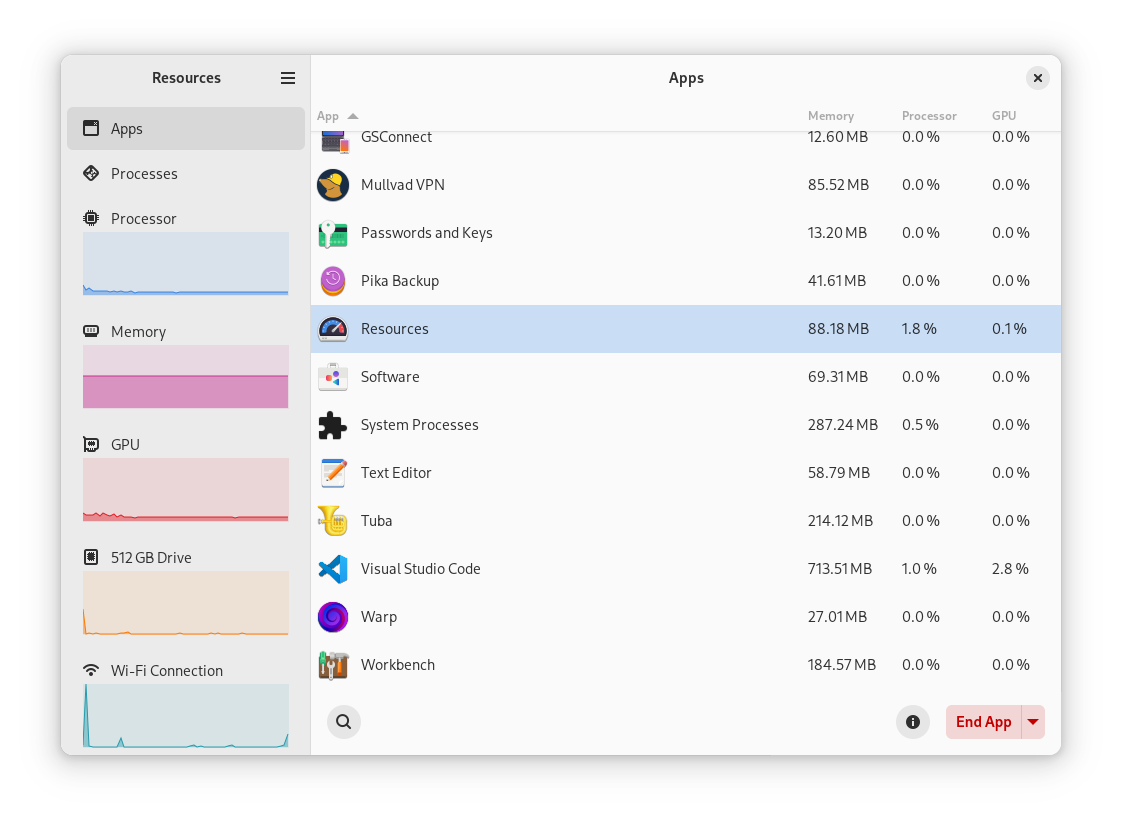 Resources
Apps
Apps
Processes
Processor
Memory
GPU
512 GB Drive
Wi-Fi Connection
App Memory Processor GPU
GSConnect 12.60 MB 0.0 % 0.0 %
Mullvad VPN 85.52 MB 0.0 % 0.0 %
Passwords and Keys 13.20 MB 0.0 % 0.0 %
Pika Backup 41.61 MB 0.0 % 0.0 %
Resources 88.18 MB 1.8 % 0.1 %
Software 69.31 MB 0.0 % 0.0 %
System Processes 287.24 MB 0.5 % 0.0 %
Text Editor 58.79 MB 0.0 % 0.0 %
Tuba 214.12 MB 0.0 % 0.0 %
Visual Studio Code 713.51 MB 1.0 % 2.8 %
Warp 27.01 MB 0.0 % 0.0 %
Workbench 184.57 MB 0.0 % 0.0 %
End App